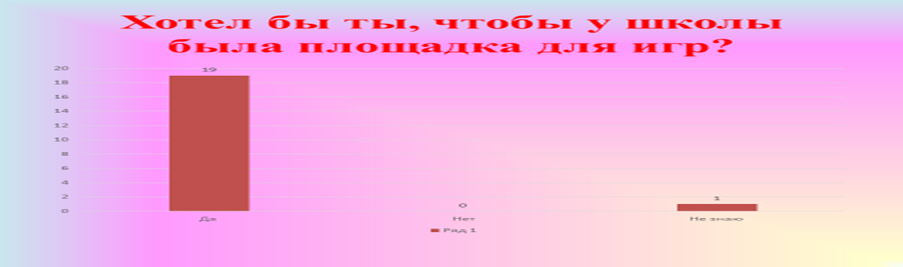 Хотел бы ты, чтобы у школы
была площадка для игр?
20
18
16
14
12
10
8
6
4
2
0
19
0
1
Да
Нет
Не знаю
Ряд 1